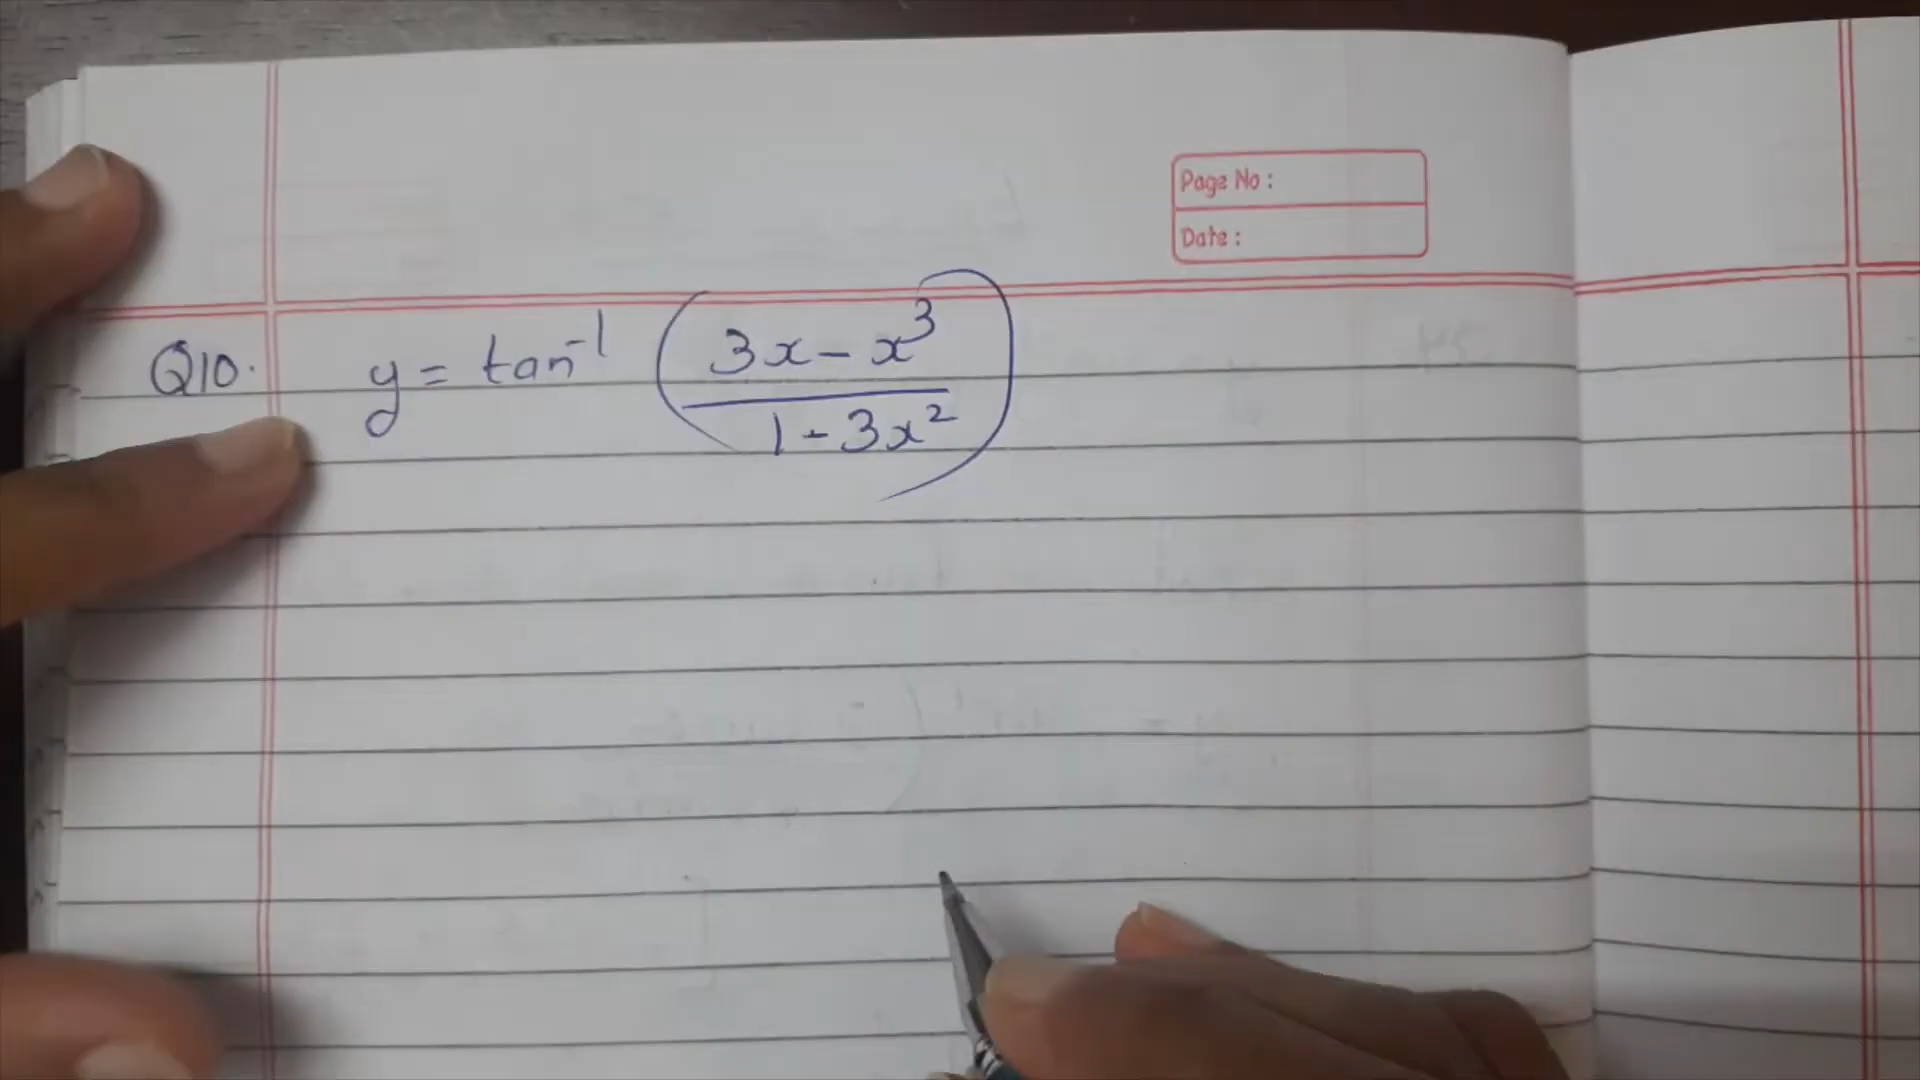 Page No :
Date :
Q10. y = tan⁻¹ (3x - x³ / 1 - 3x²)